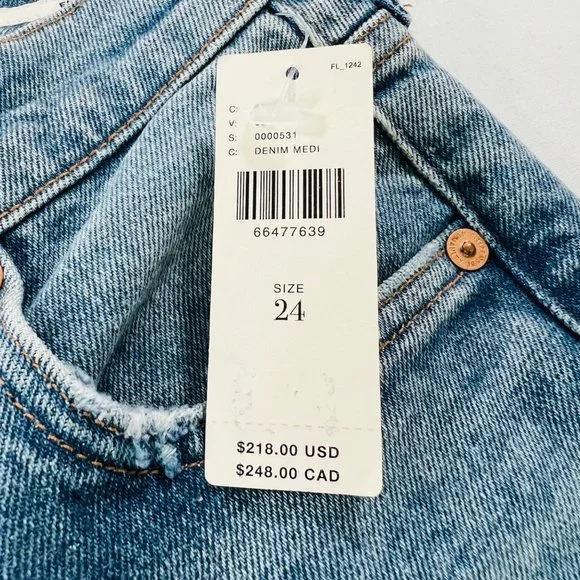 FL_1242
C:
V:
S: 0000531
C: DENIM MEDI
66477639
SIZE
24
$218.00 USD
$248.00 CAD